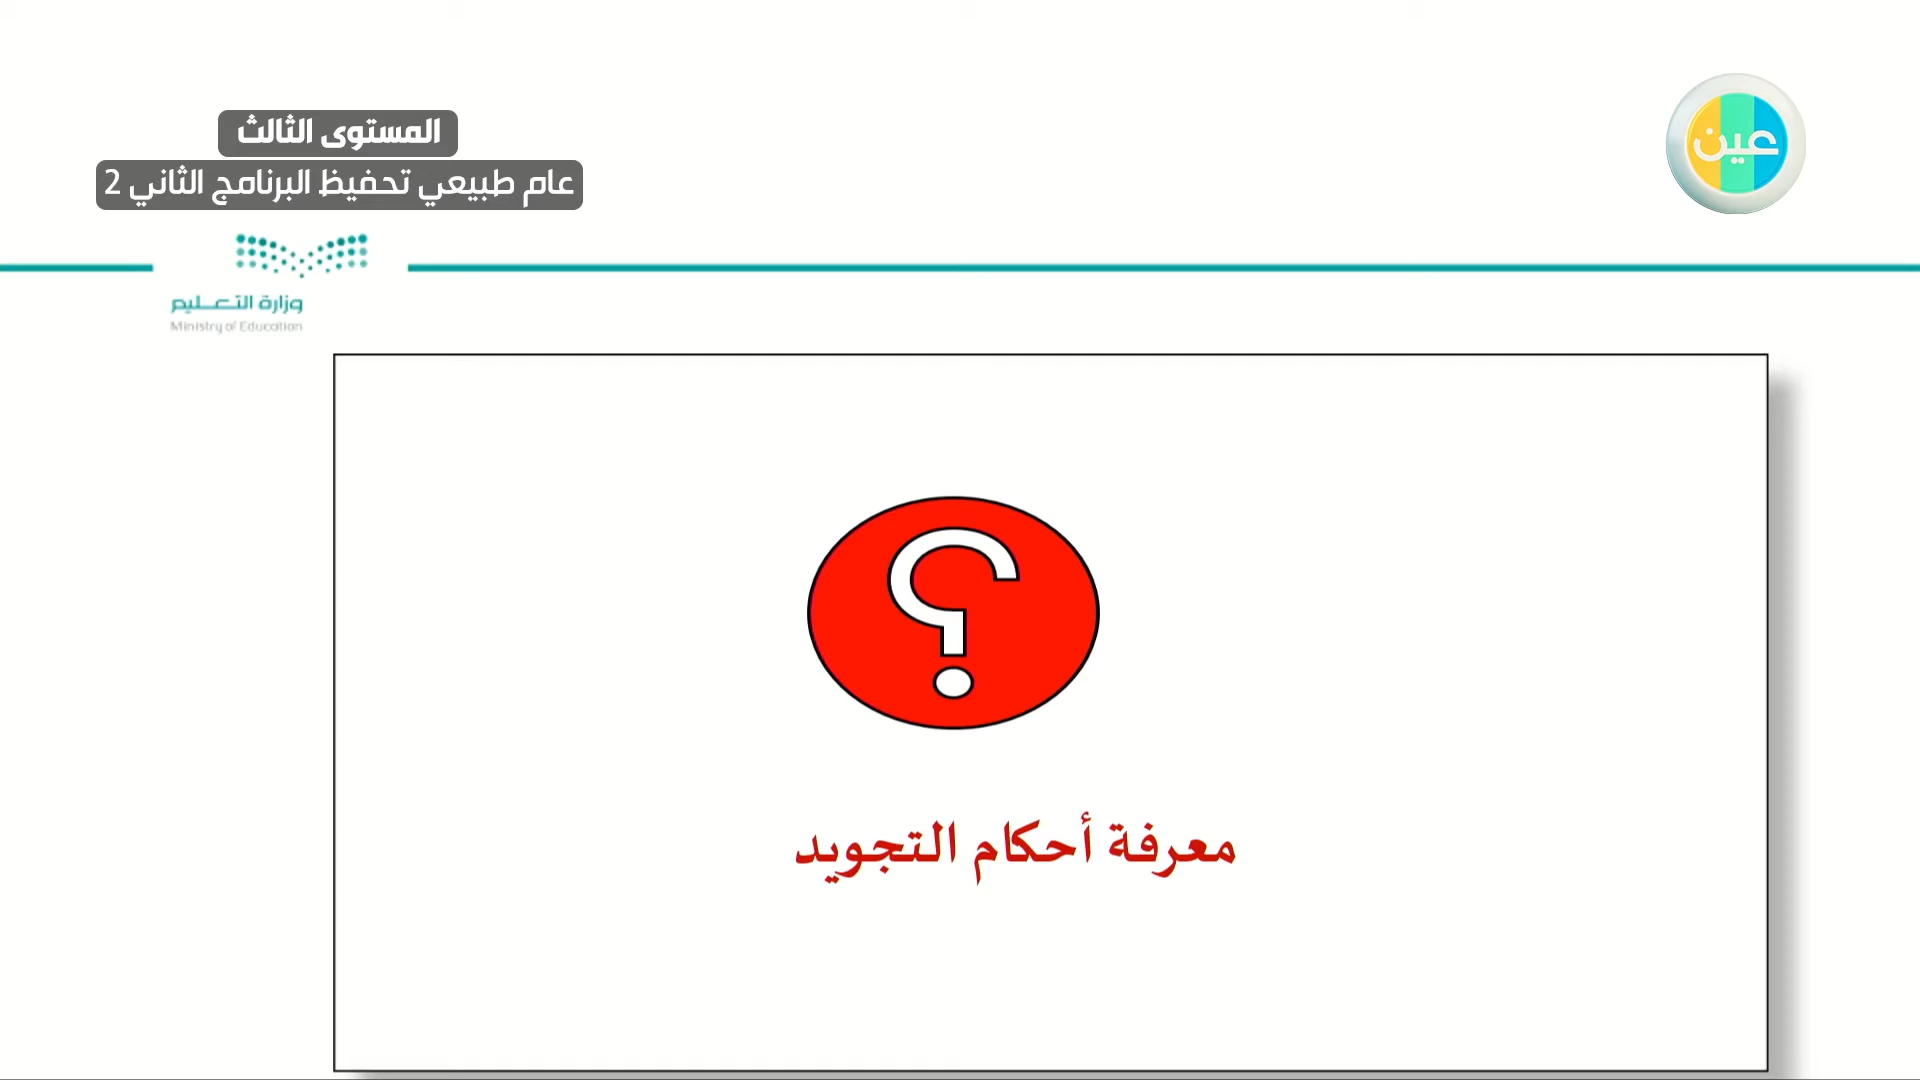 المستوى الثالث
عين
عام طبيعي تحفيظ البرنامج الثاني 2
وزارة التعليم
Ministry of Education
؟
معرفة أحكام التجويد